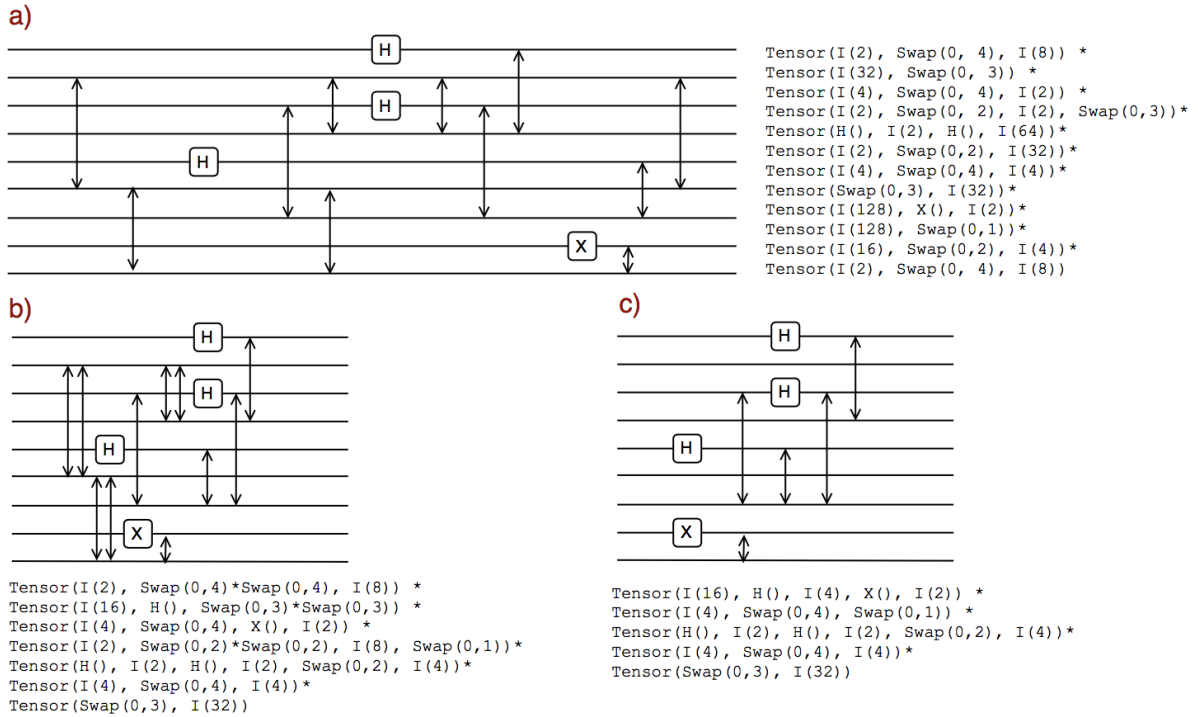 a)
H
H
H
X
Tensor(I(2), Swap(0, 4), I(8)) *
Tensor(I(32), Swap(0, 3)) *
Tensor(I(4), Swap(0, 4), I(2)) *
Tensor(I(2), Swap(0, 2), I(2), Swap(0,3))*
Tensor(H(), I(2), H(), I(64))*
Tensor(I(2), Swap(0,2), I(32))*
Tensor(I(4), Swap(0,4), I(4))*
Tensor(Swap(0,3), I(32))*
Tensor(I(128), X(), I(2))*
Tensor(I(128), Swap(0,1))*
Tensor(I(16), Swap(0,2), I(4))*
Tensor(I(2), Swap(0, 4), I(8))
b)
H
H
H
X
Tensor(I(2), Swap(0,4)*Swap(0,4), I(8)) *
Tensor(I(16), H(), Swap(0,3)*Swap(0,3)) *
Tensor(I(4), Swap(0,4), X(), I(2)) *
Tensor(I(2), Swap(0,2)*Swap(0,2), I(8), Swap(0,1))*
Tensor(H(), I(2), H(), I(2), Swap(0,2), I(4))*
Tensor(I(4), Swap(0,4), I(4))*
Tensor(Swap(0,3), I(32))
c)
H
H
H
X
Tensor(I(16), H(), I(4), X(), I(2)) *
Tensor(I(4), Swap(0,4), Swap(0,1)) *
Tensor(H(), I(2), H(), I(2), Swap(0,2), I(4))*
Tensor(I(4), Swap(0,4), I(4))*
Tensor(Swap(0,3), I(32))